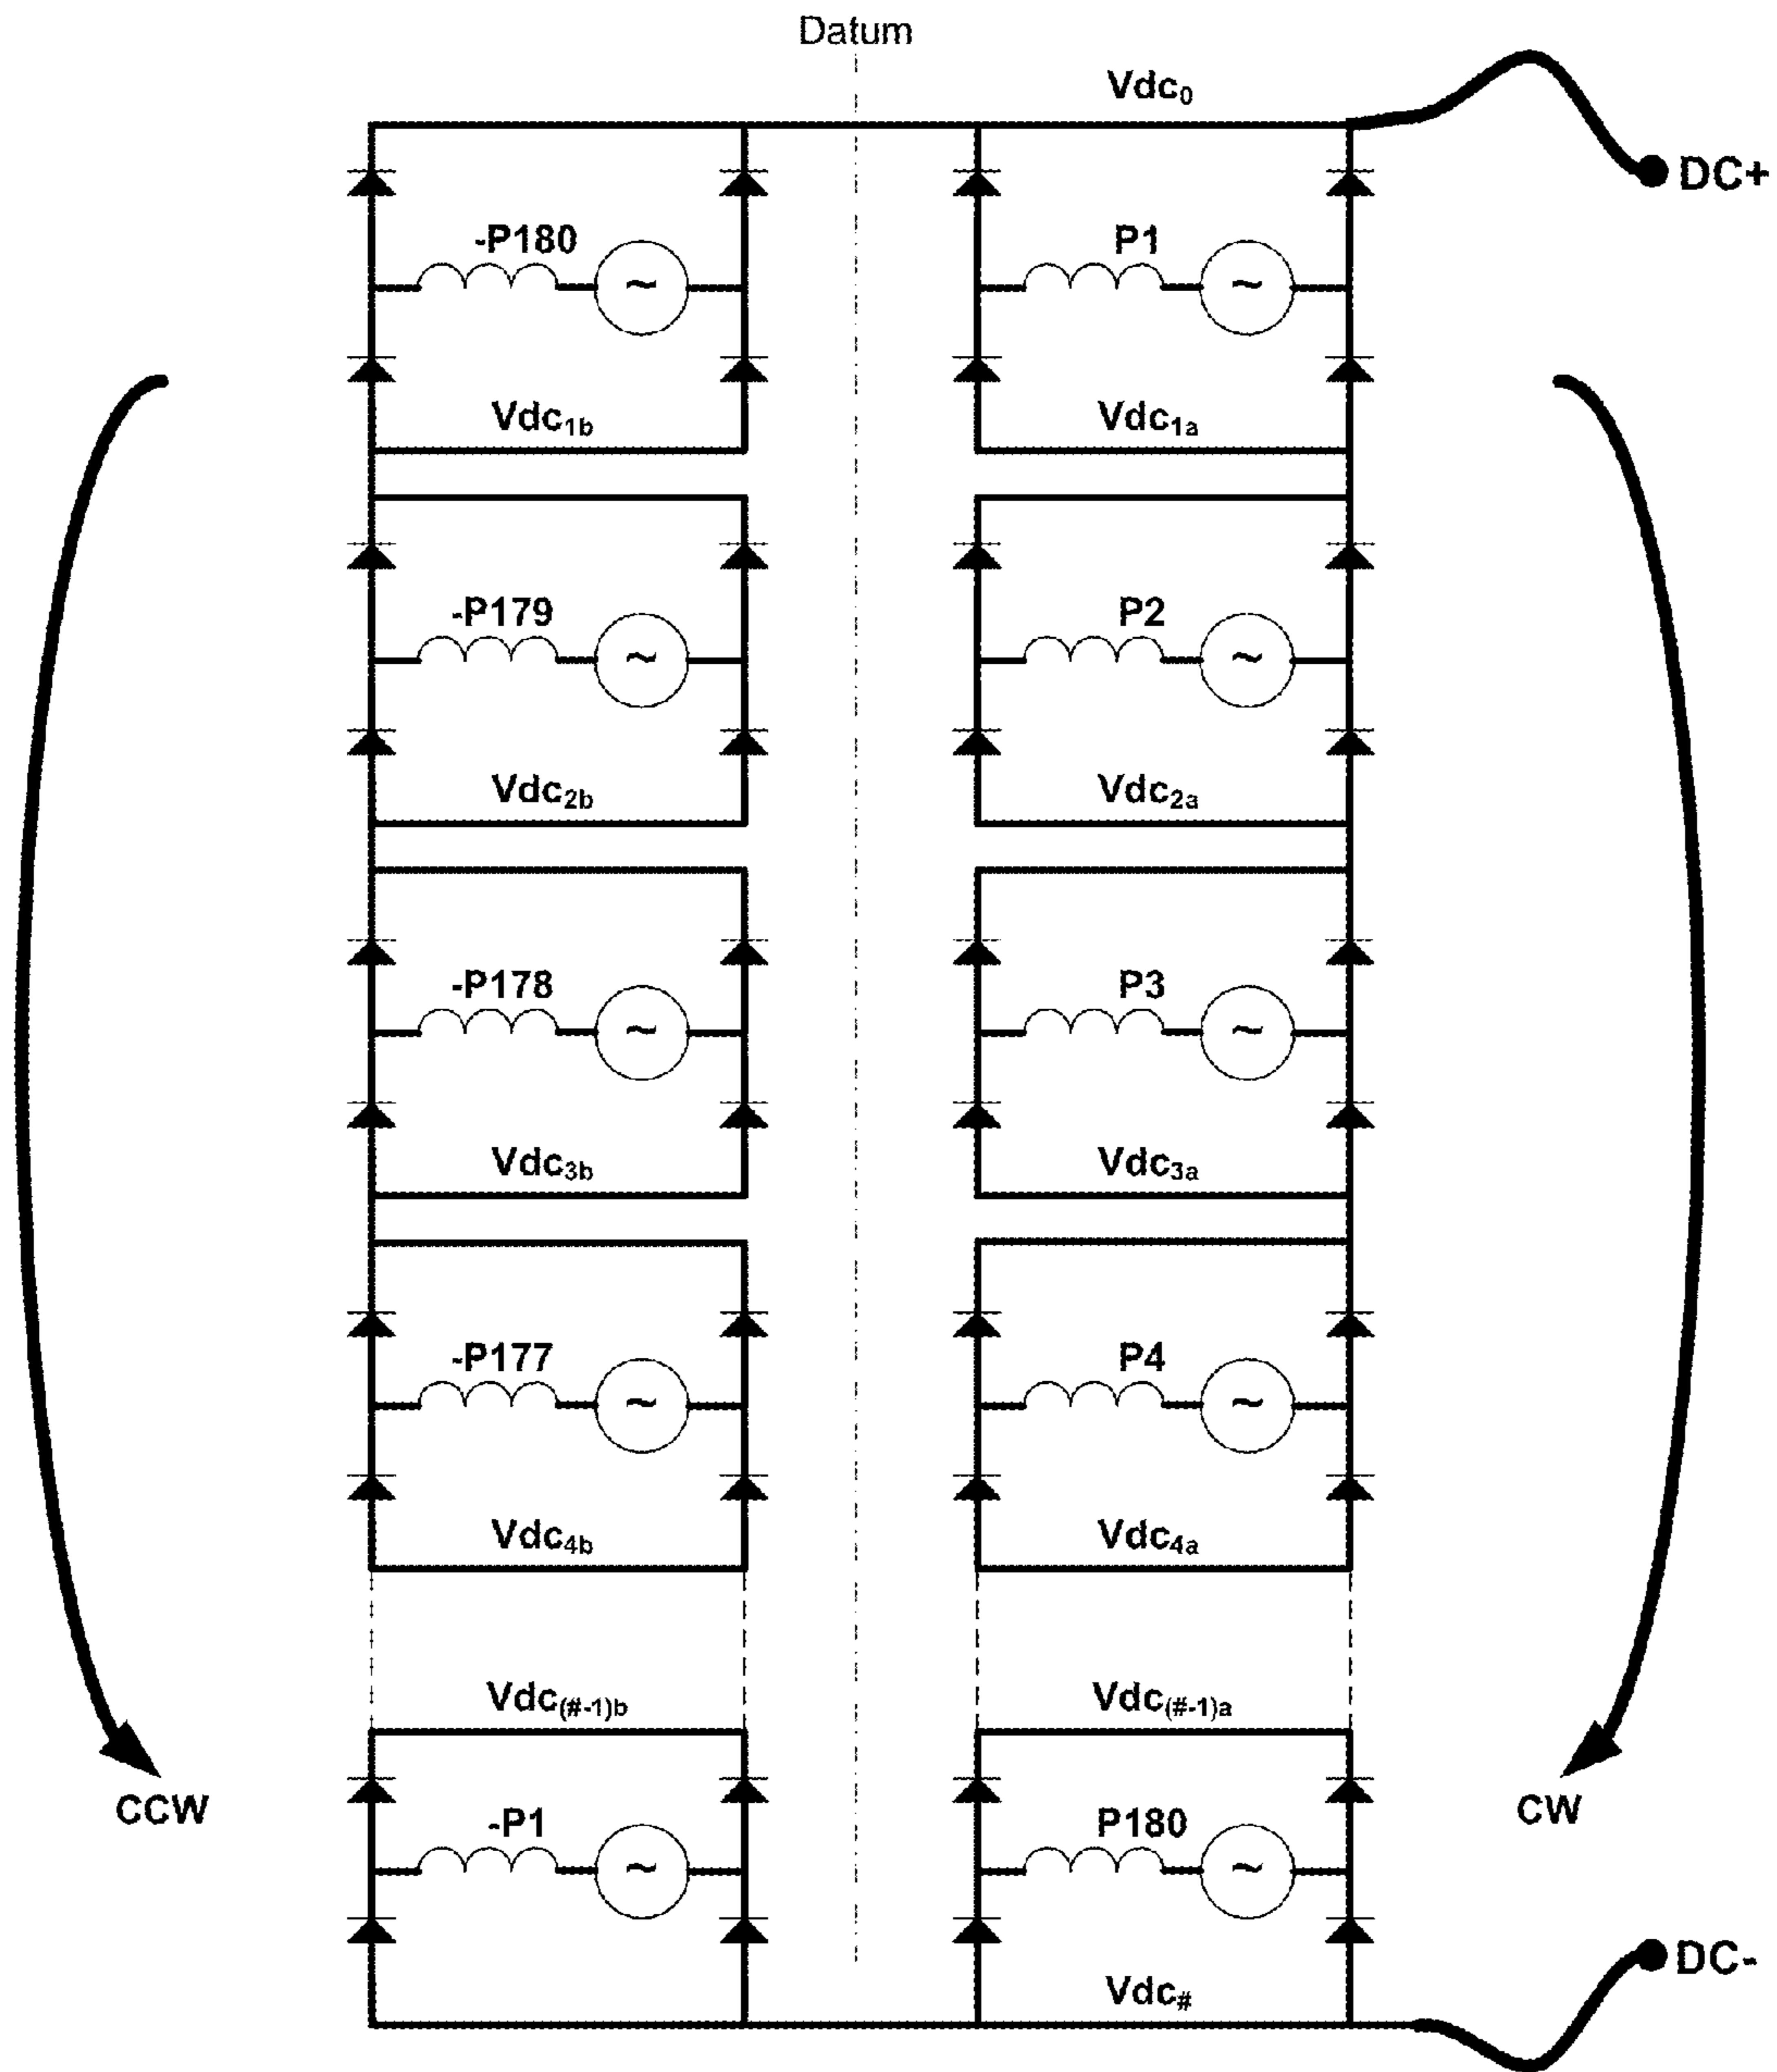 Datum
Vdc₀
DC+
-P180
P1
~
~
Vdc₁b
Vdc₁a
-P179
P2
~
~
Vdc₂b
Vdc₂a
-P178
P3
~
~
Vdc₃b
Vdc₃a
-P177
P4
~
~
Vdc₄b
Vdc₄a
Vdc(#-1)b
Vdc(#-1)a
CCW
CW
-P1
P180
~
~
DC-
Vdc#